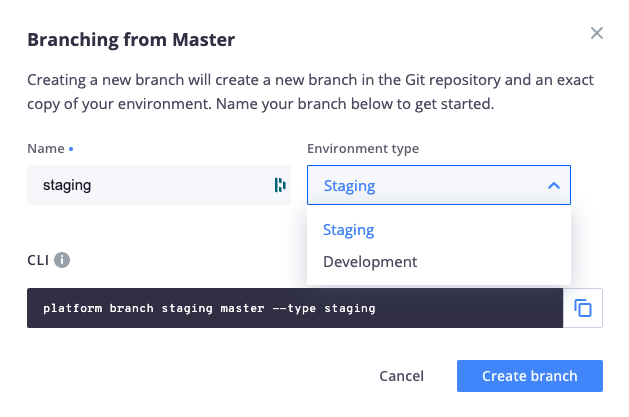 Branching from Master
Creating a new branch will create a new branch in the Git repository and an exact
copy of your environment. Name your branch below to get started.
Name
Environment type
staging
Staging
Staging
Development
CLI
platform branch staging master --type staging
Cancel
Create branch